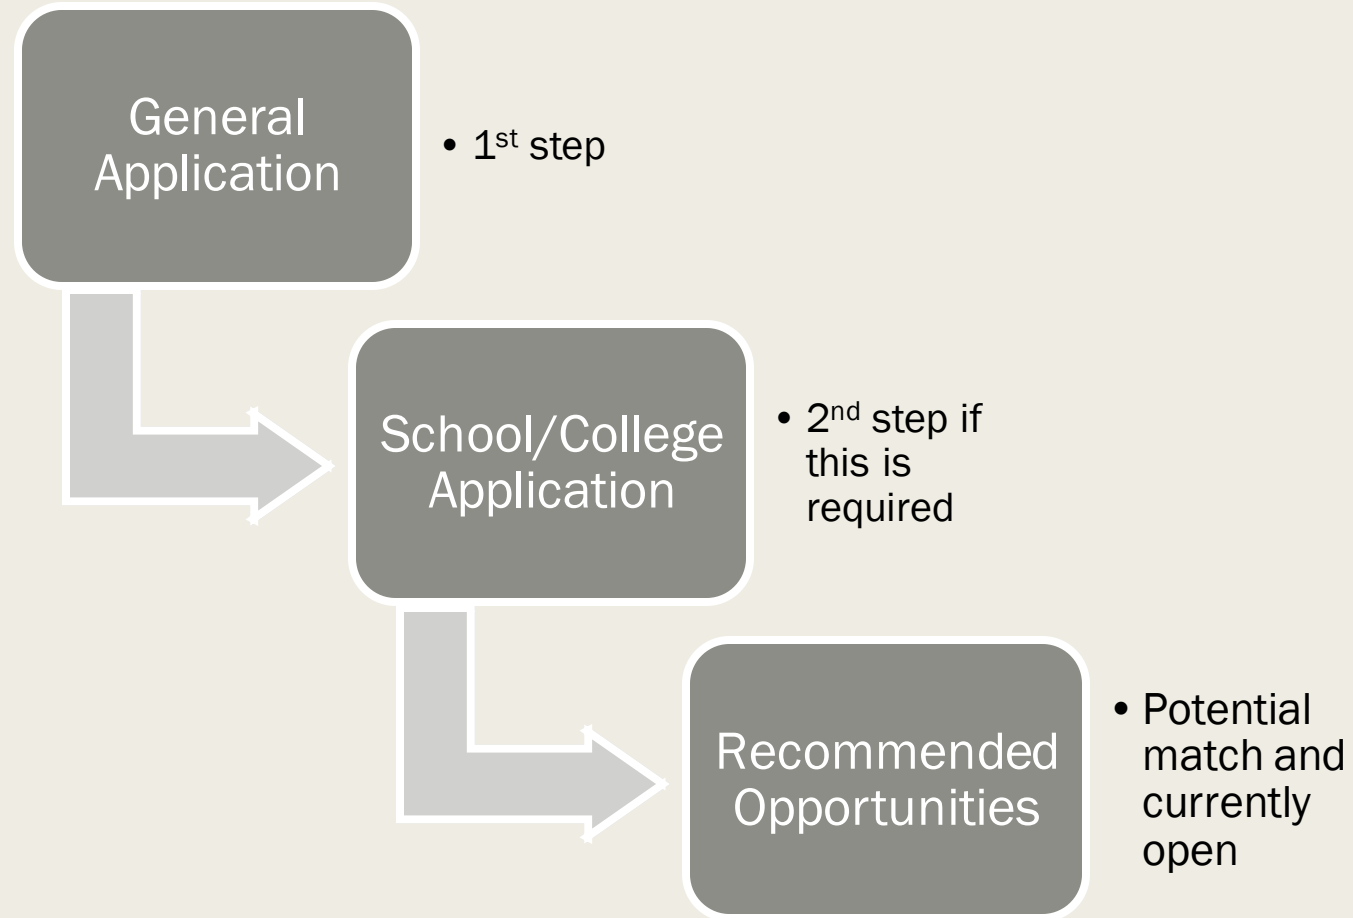 General
Application
• 1st step
School/College
Application
• 2nd step if
this is
required
Recommended
Opportunities
• Potential
match and
currently
open